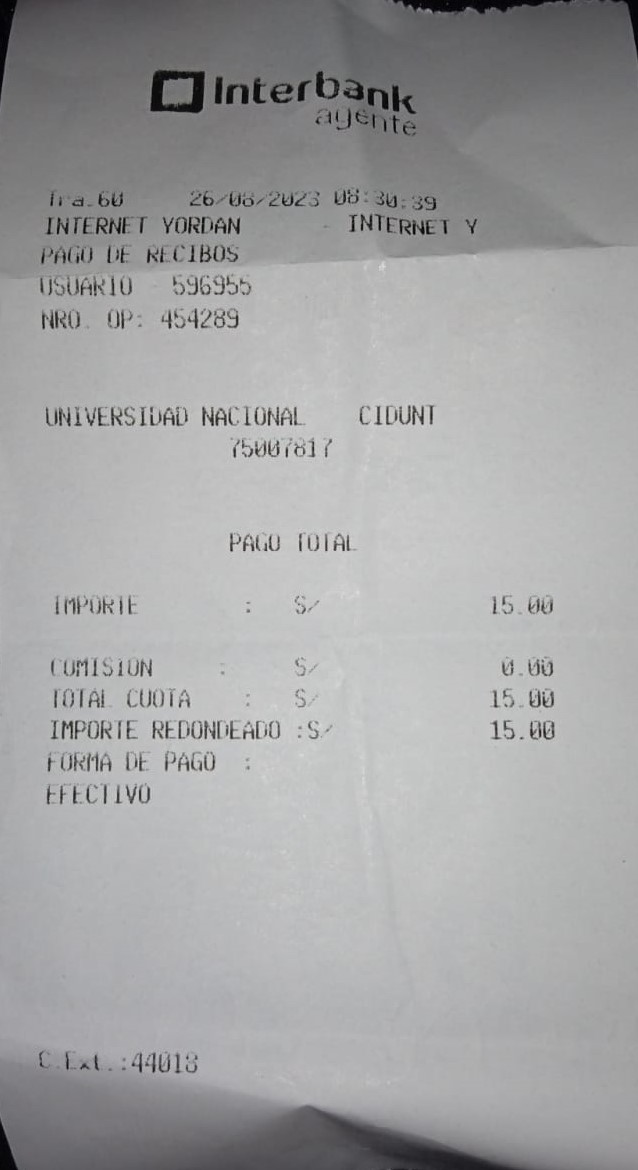 Interbank
agente
Tra.60 26/08/2023 08:30:39
INTERNET YORDAN - INTERNET Y
PAGO DE RECIBOS
USUARIO 596955
NRO. OP: 454289
UNIVERSIDAD NACIONAL CIDUNT
75007817
PAGO TOTAL
IMPORTE : S/ 15.00
COMISION : S/ 0.00
TOTAL CUOTA : S/ 15.00
IMPORTE REDONDEADO :S/ 15.00
FORMA DE PAGO :
EFECTIVO
C.Ext.:44018